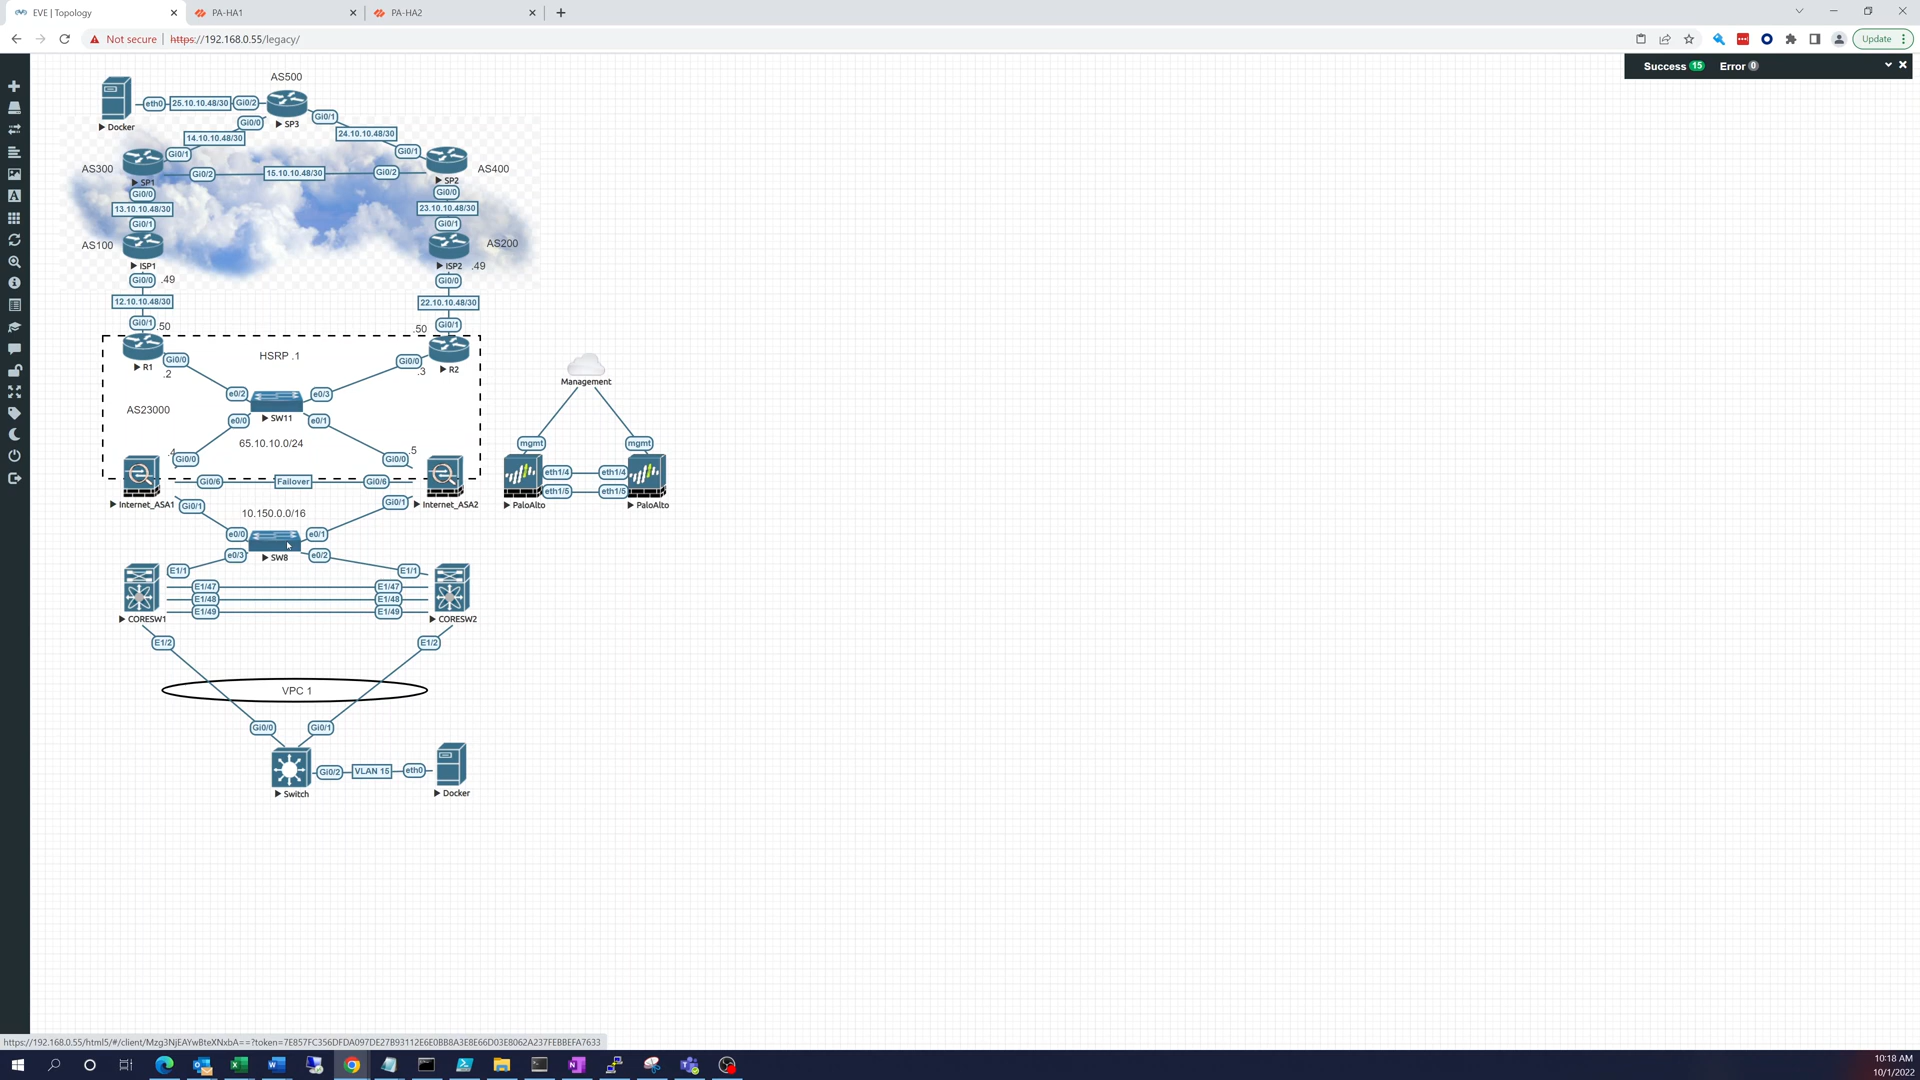 EVE | Topology
PA-HA1
PA-HA2
Not secure
https://192.168.0.55/legacy/
Update
Success 15 Error 0
AS500
Docker
eth0
25.10.10.48/30
Gi0/2
SP3
Gi0/0
Gi0/1
14.10.10.48/30
24.10.10.48/30
AS300
Gi0/1
Gi0/1
AS400
SP1
Gi0/2
15.10.10.48/30
Gi0/2
SP2
Gi0/0
Gi0/0
13.10.10.48/30
23.10.10.48/30
Gi0/1
Gi0/1
AS100
AS200
ISP1
ISP2
.49
Gi0/0
.49
Gi0/0
12.10.10.48/30
22.10.10.48/30
Gi0/1
.50
.50
Gi0/1
R1
Gi0/0
HSRP .1
Gi0/0
R2
.2
.3
Management
e0/2
e0/3
SW11
AS23000
e0/0
e0/1
65.10.10.0/24
mgmt
mgmt
.4
.5
Gi0/0
Gi0/0
Gi0/6
Failover
Gi0/6
eth1/4
eth1/4
eth1/5
eth1/5
Internet_ASA1
Gi0/1
Gi0/1
Internet_ASA2
PaloAlto
PaloAlto
10.150.0.0/16
e0/0
e0/1
SW8
e0/3
e0/2
E1/1
E1/1
E1/47
E1/47
E1/48
E1/48
E1/49
E1/49
CORESW1
CORESW2
E1/2
E1/2
VPC 1
Gi0/0
Gi0/1
Gi0/2
VLAN 15
eth0
Switch
Docker
https://192.168.0.55/html5/#/client/Mzg3NjEAYwBteXNxbA==?token=7E857FC356DFDA097DE27B93112E6E0BB8A3E8E66D03E8062A237FEBBEFA7633
10:18 AM
10/1/2022